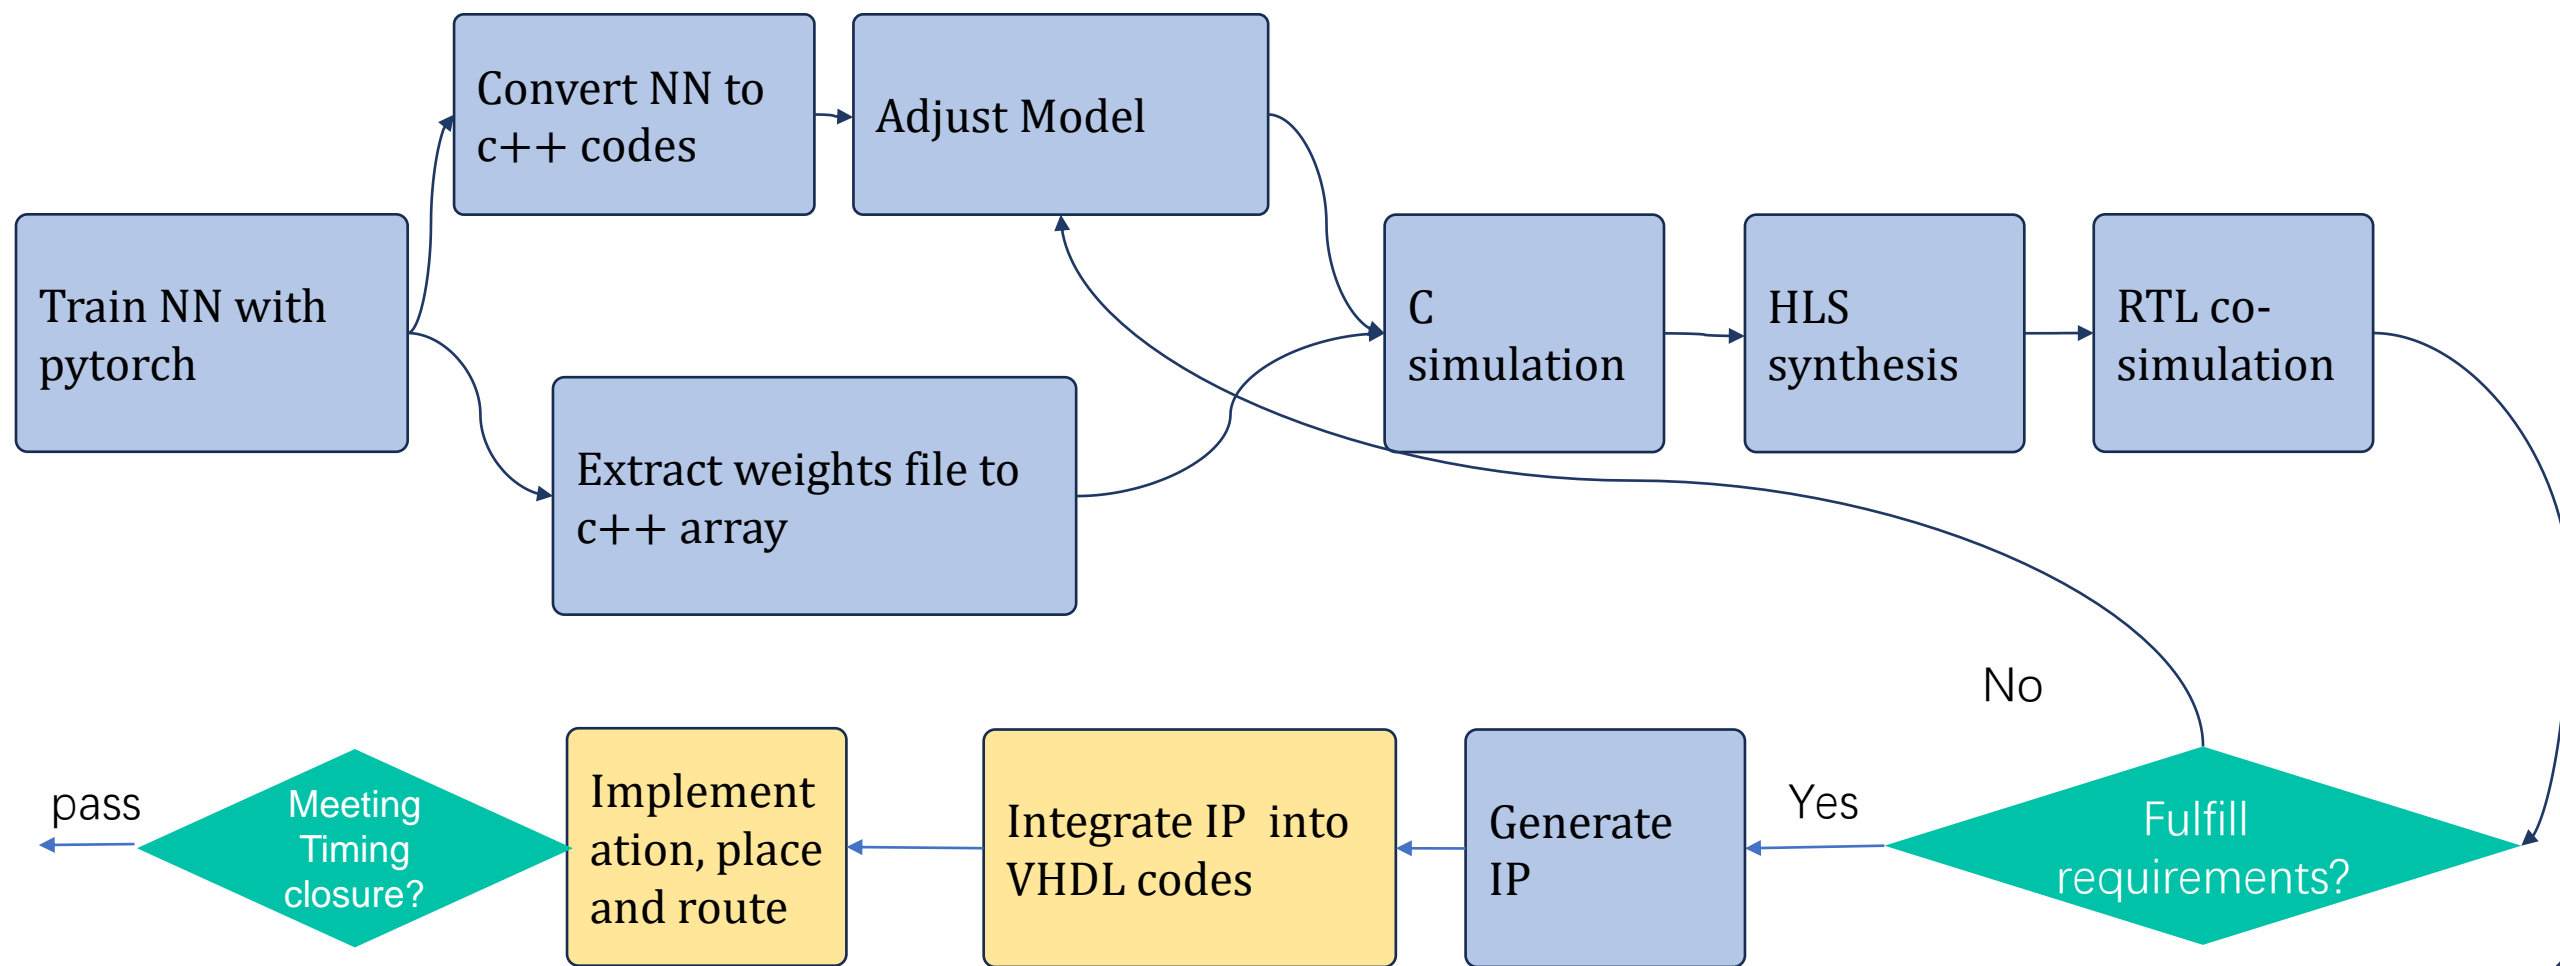 Convert NN to
c++ codes
Adjust Model
Train NN with
pytorch
Extract weights file to
c++ array
C
simulation
HLS
synthesis
RTL co-
simulation
No
Fulfill
requirements?
Yes
Generate
IP
Integrate IP  into
VHDL codes
Implement
ation, place
and route
Meeting
Timing
closure?
pass